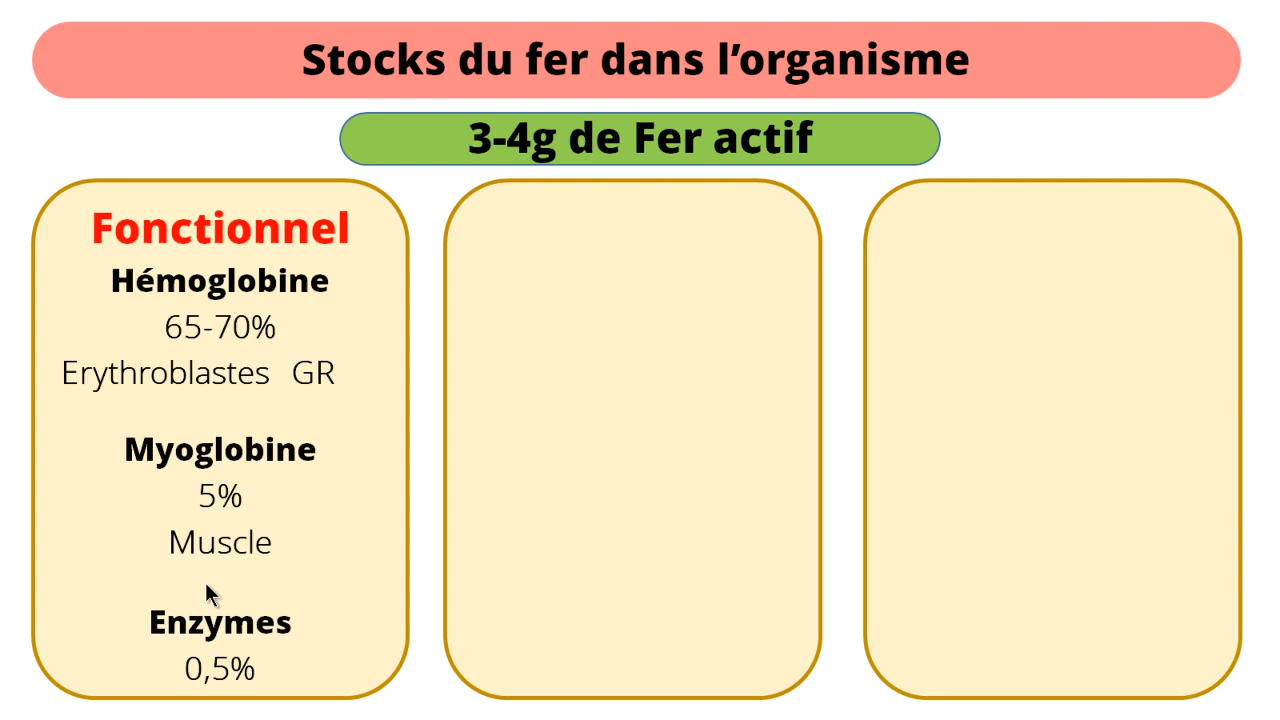 Stocks du fer dans l’organisme
3-4g de Fer actif
Fonctionnel
Hémoglobine
65-70%
Erythroblastes GR
Myoglobine
5%
Muscle
Enzymes
0,5%